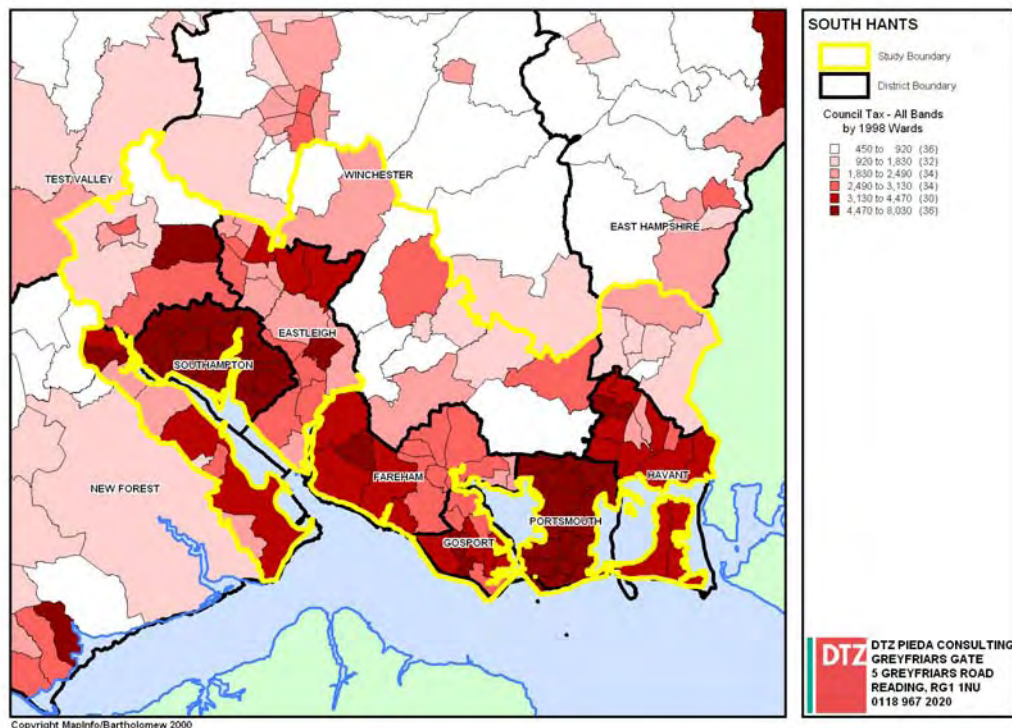 TEST VALLEY
WINCHESTER
EAST HAMPSHIRE
EASTLEIGH
SOUTHAMPTON
NEW FOREST
FAREHAM
HAVANT
PORTSMOUTH
GOSPORT
Copyright MapInfo/Bartholomew 2000
SOUTH HANTS
Study Boundary
District Boundary
Council Tax - All Bands
by 1998 Wards
450 to 920 (36)
920 to 1,830 (32)
1,830 to 2,490 (34)
2,490 to 3,130 (34)
3,130 to 4,470 (30)
4,470 to 8,030 (36)
DTZ
DTZ PIEDA CONSULTING
GREYFRIARS GATE
5 GREYFRIARS ROAD
READING, RG1 1NU
0118 967 2020